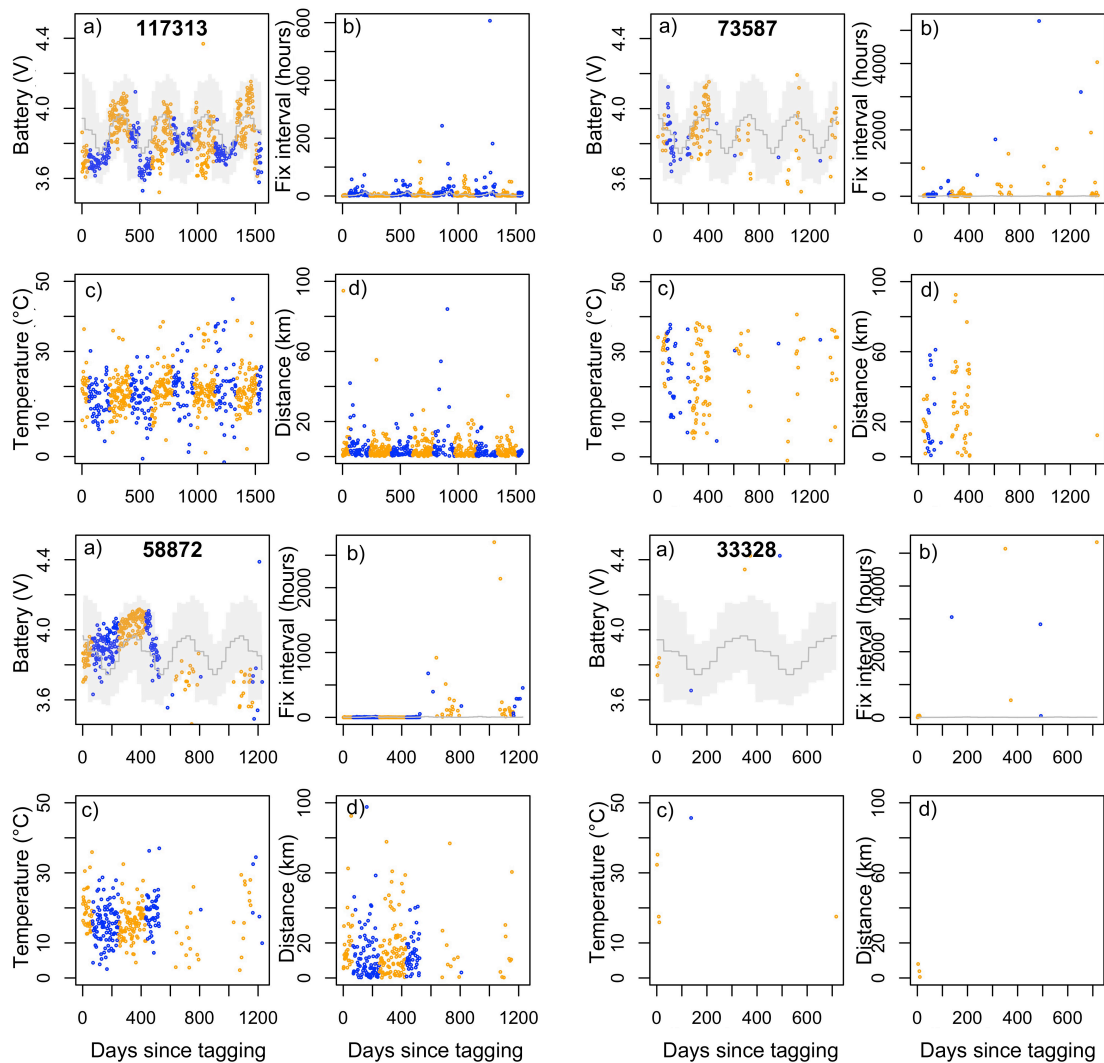 a) 117313
Battery (V)
3.6 4.0 4.4
0 500 1000 1500
b)
Fix interval (hours)
0 200 400 600
0 500 1000 1500
a) 73587
Battery (V)
3.6 4.0 4.4
0 400 800 1200
b)
Fix interval (hours)
0 2000 4000
0 400 800 1200
c)
Temperature (°C)
0 10 30 50
0 500 1000 1500
d)
Distance (km)
0 20 60 100
0 500 1000 1500
c)
Temperature (°C)
0 10 30 50
0 400 800 1200
d)
Distance (km)
0 20 60 100
0 400 800 1200
a) 58872
Battery (V)
3.6 4.0 4.4
0 400 800 1200
b)
Fix interval (hours)
0 1000 2000
0 400 800 1200
a) 33328
Battery (V)
3.6 4.0 4.4
0 200 400 600
b)
Fix interval (hours)
0 2000 4000
0 200 400 600
c)
Temperature (°C)
0 10 30 50
0 400 800 1200
Days since tagging
d)
Distance (km)
0 20 60 100
0 400 800 1200
Days since tagging
c)
Temperature (°C)
0 10 30 50
0 200 400 600
Days since tagging
d)
Distance (km)
0 20 60 100
0 200 400 600
Days since tagging